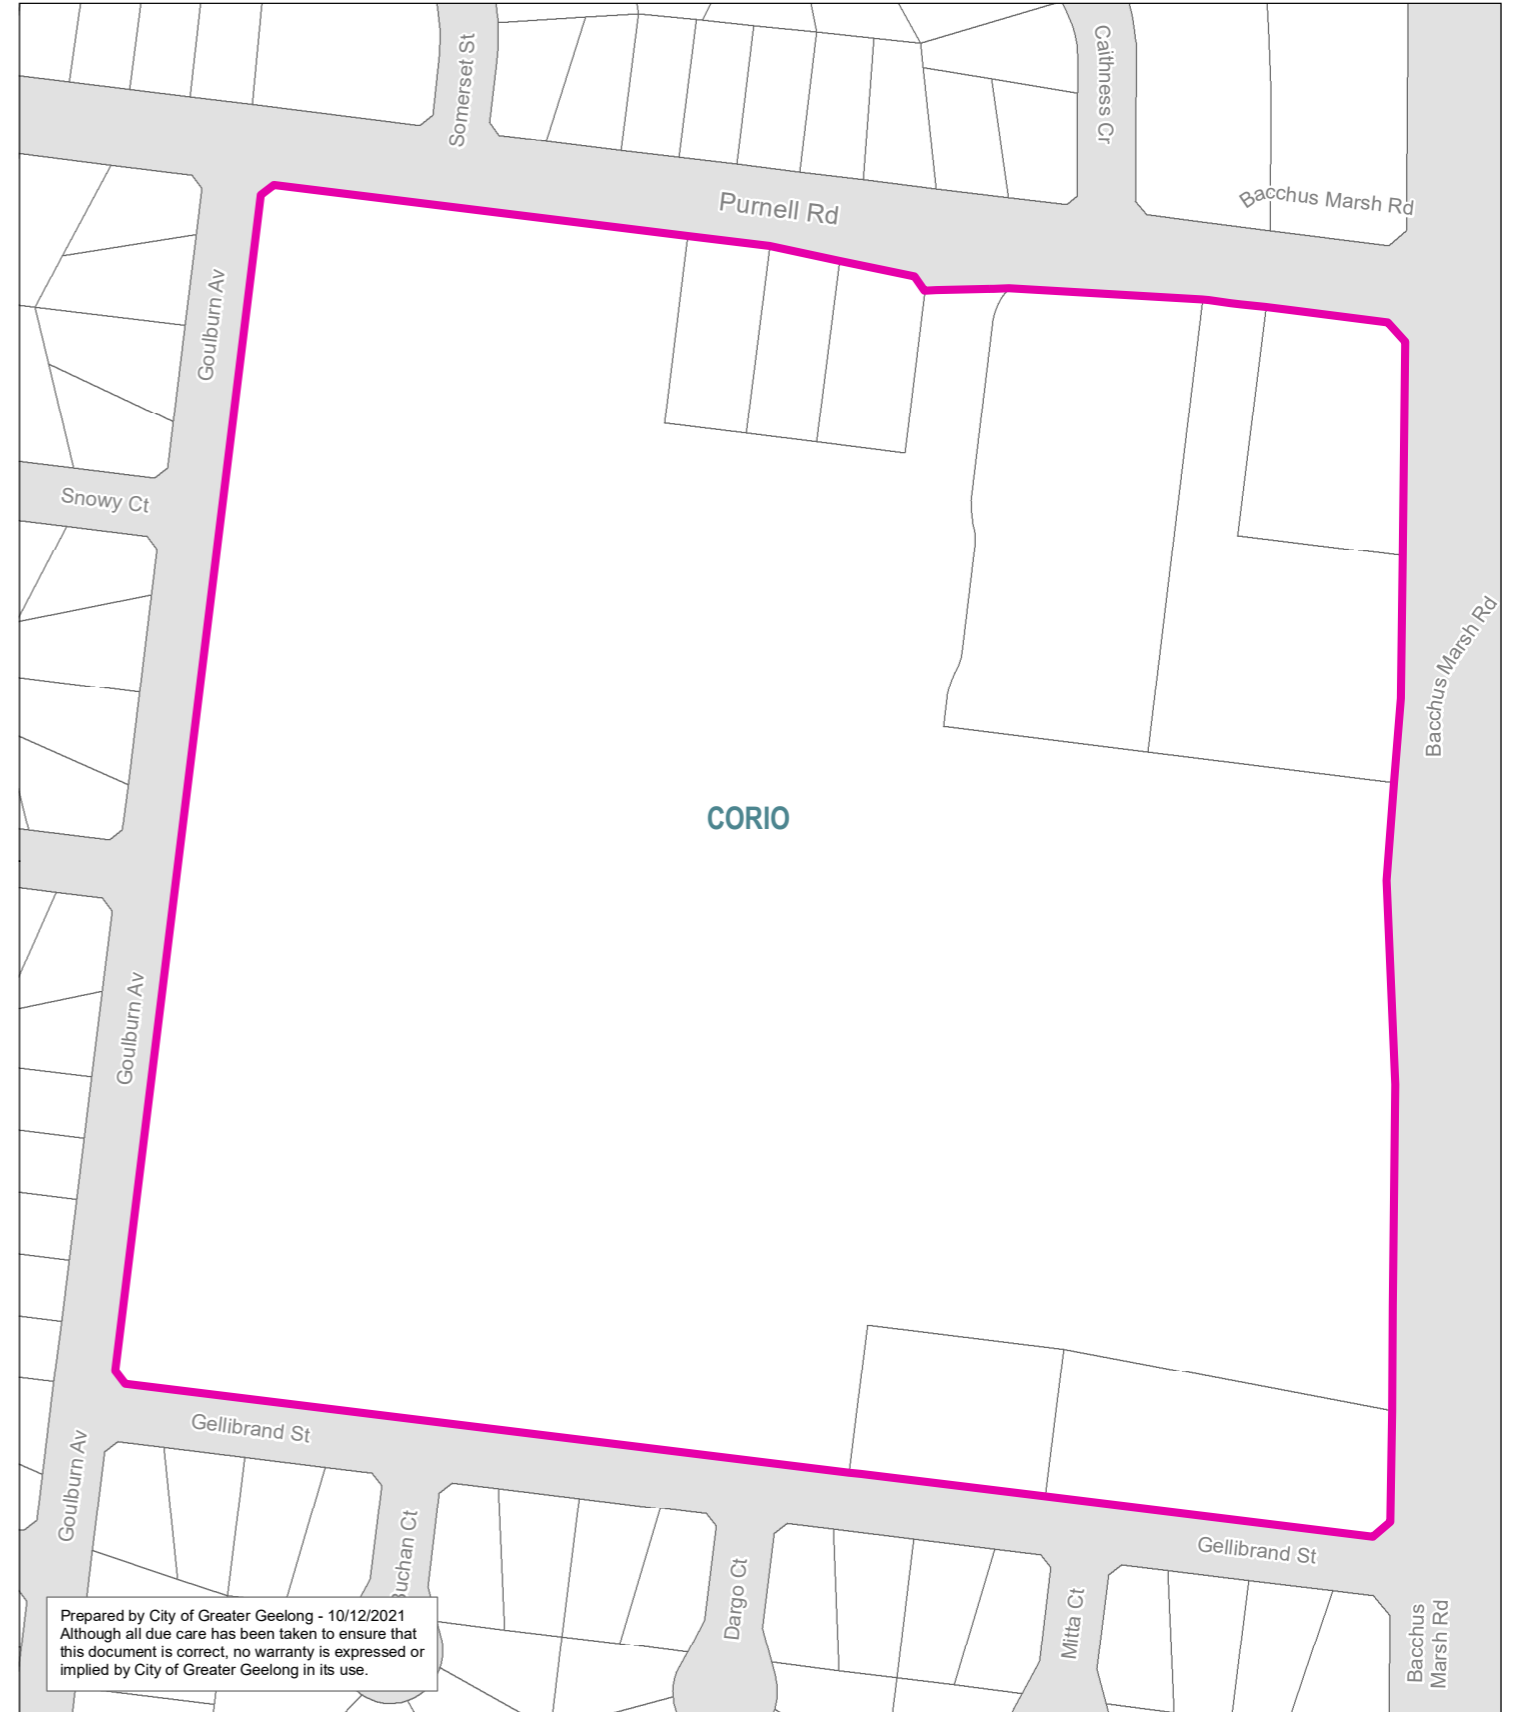 Somerset St
Caithness Cr
Purnell Rd
Bacchus Marsh Rd
Goulburn Av
Snowy Ct
Bacchus Marsh Rd
CORIO
Goulburn Av
Gellibrand St
Goulburn Av
Buchan Ct
Dargo Ct
Mitta Ct
Gellibrand St
Bacchus
Marsh Rd
Prepared by City of Greater Geelong - 10/12/2021
Although all due care has been taken to ensure that
this document is correct, no warranty is expressed or
implied by City of Greater Geelong in its use.